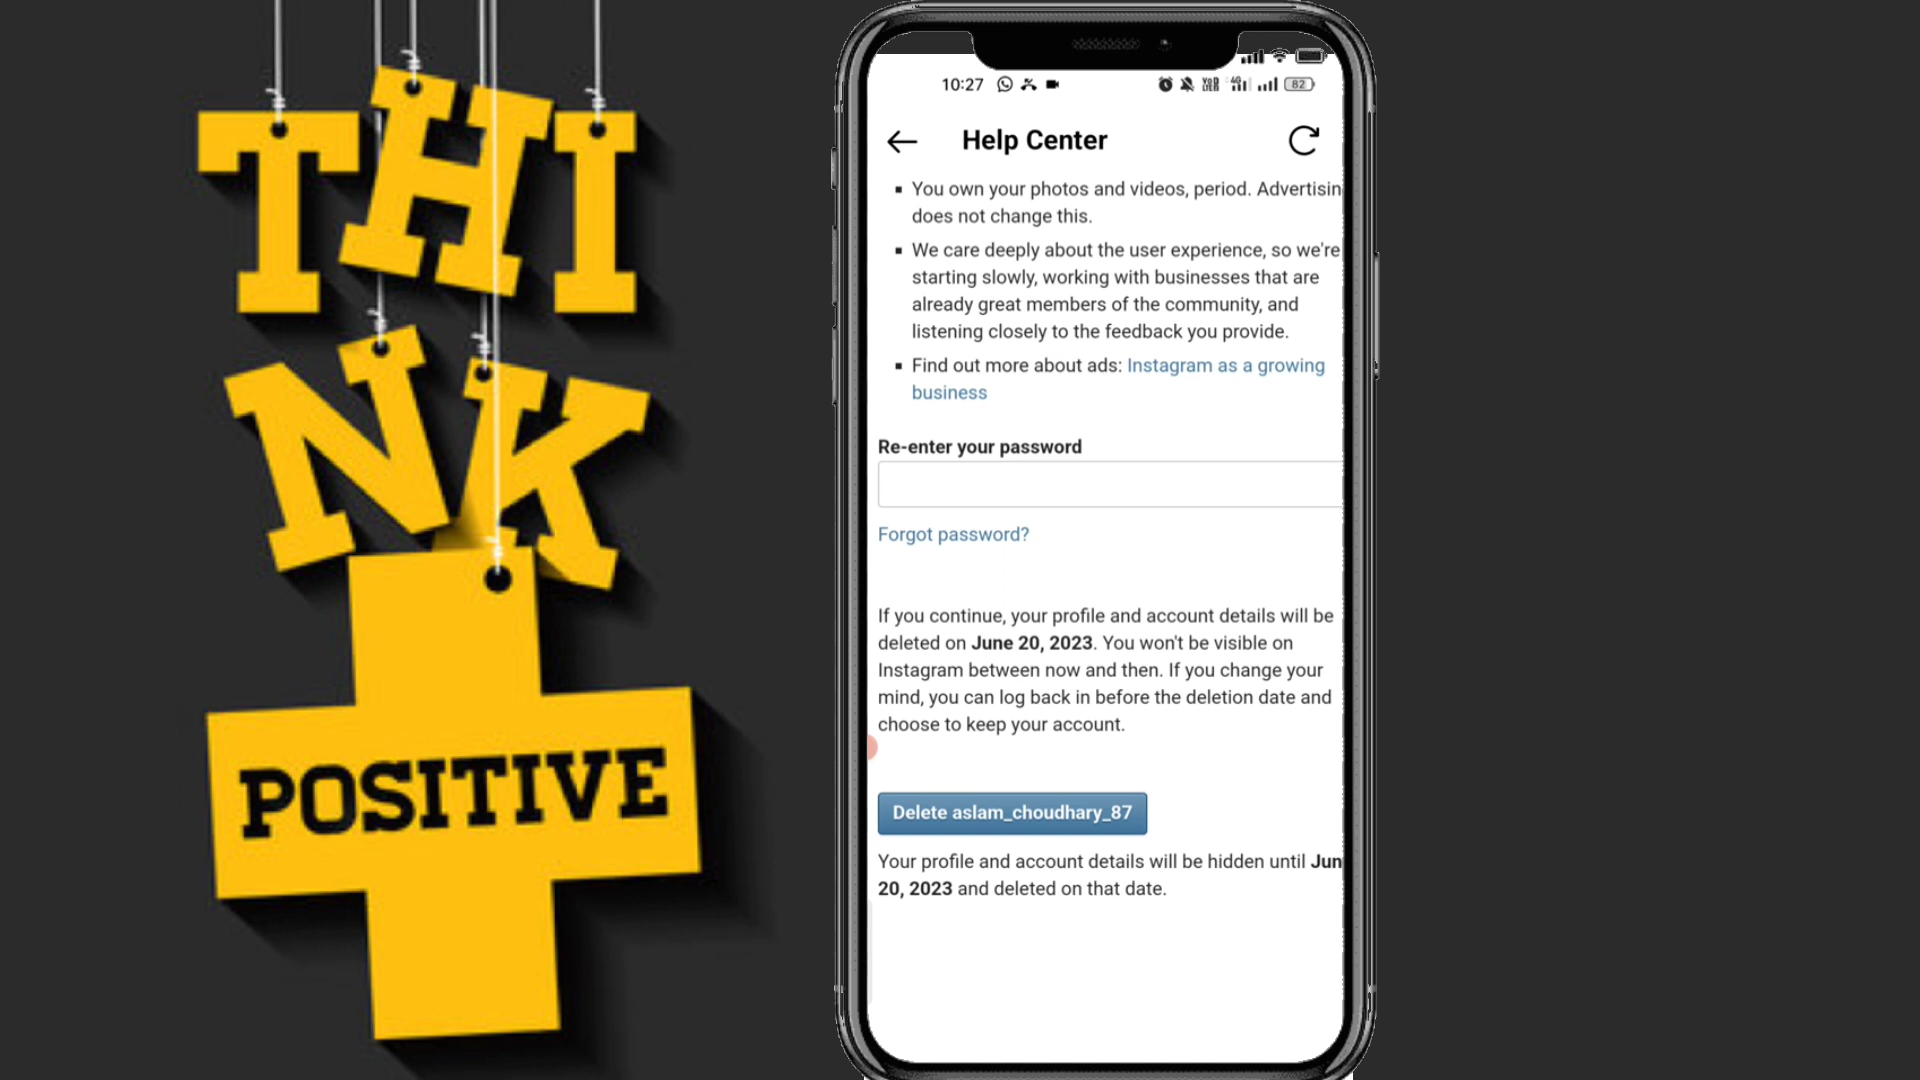 THI
NK
POSITIVE
10:27
82
Help Center
▪ You own your photos and videos, period. Advertisin
does not change this.
▪ We care deeply about the user experience, so we're
starting slowly, working with businesses that are
already great members of the community, and
listening closely to the feedback you provide.
▪ Find out more about ads: Instagram as a growing
business
Re-enter your password
Forgot password?
If you continue, your profile and account details will be
deleted on June 20, 2023. You won't be visible on
Instagram between now and then. If you change your
mind, you can log back in before the deletion date and
choose to keep your account.
Delete aslam_choudhary_87
Your profile and account details will be hidden until Jun
20, 2023 and deleted on that date.